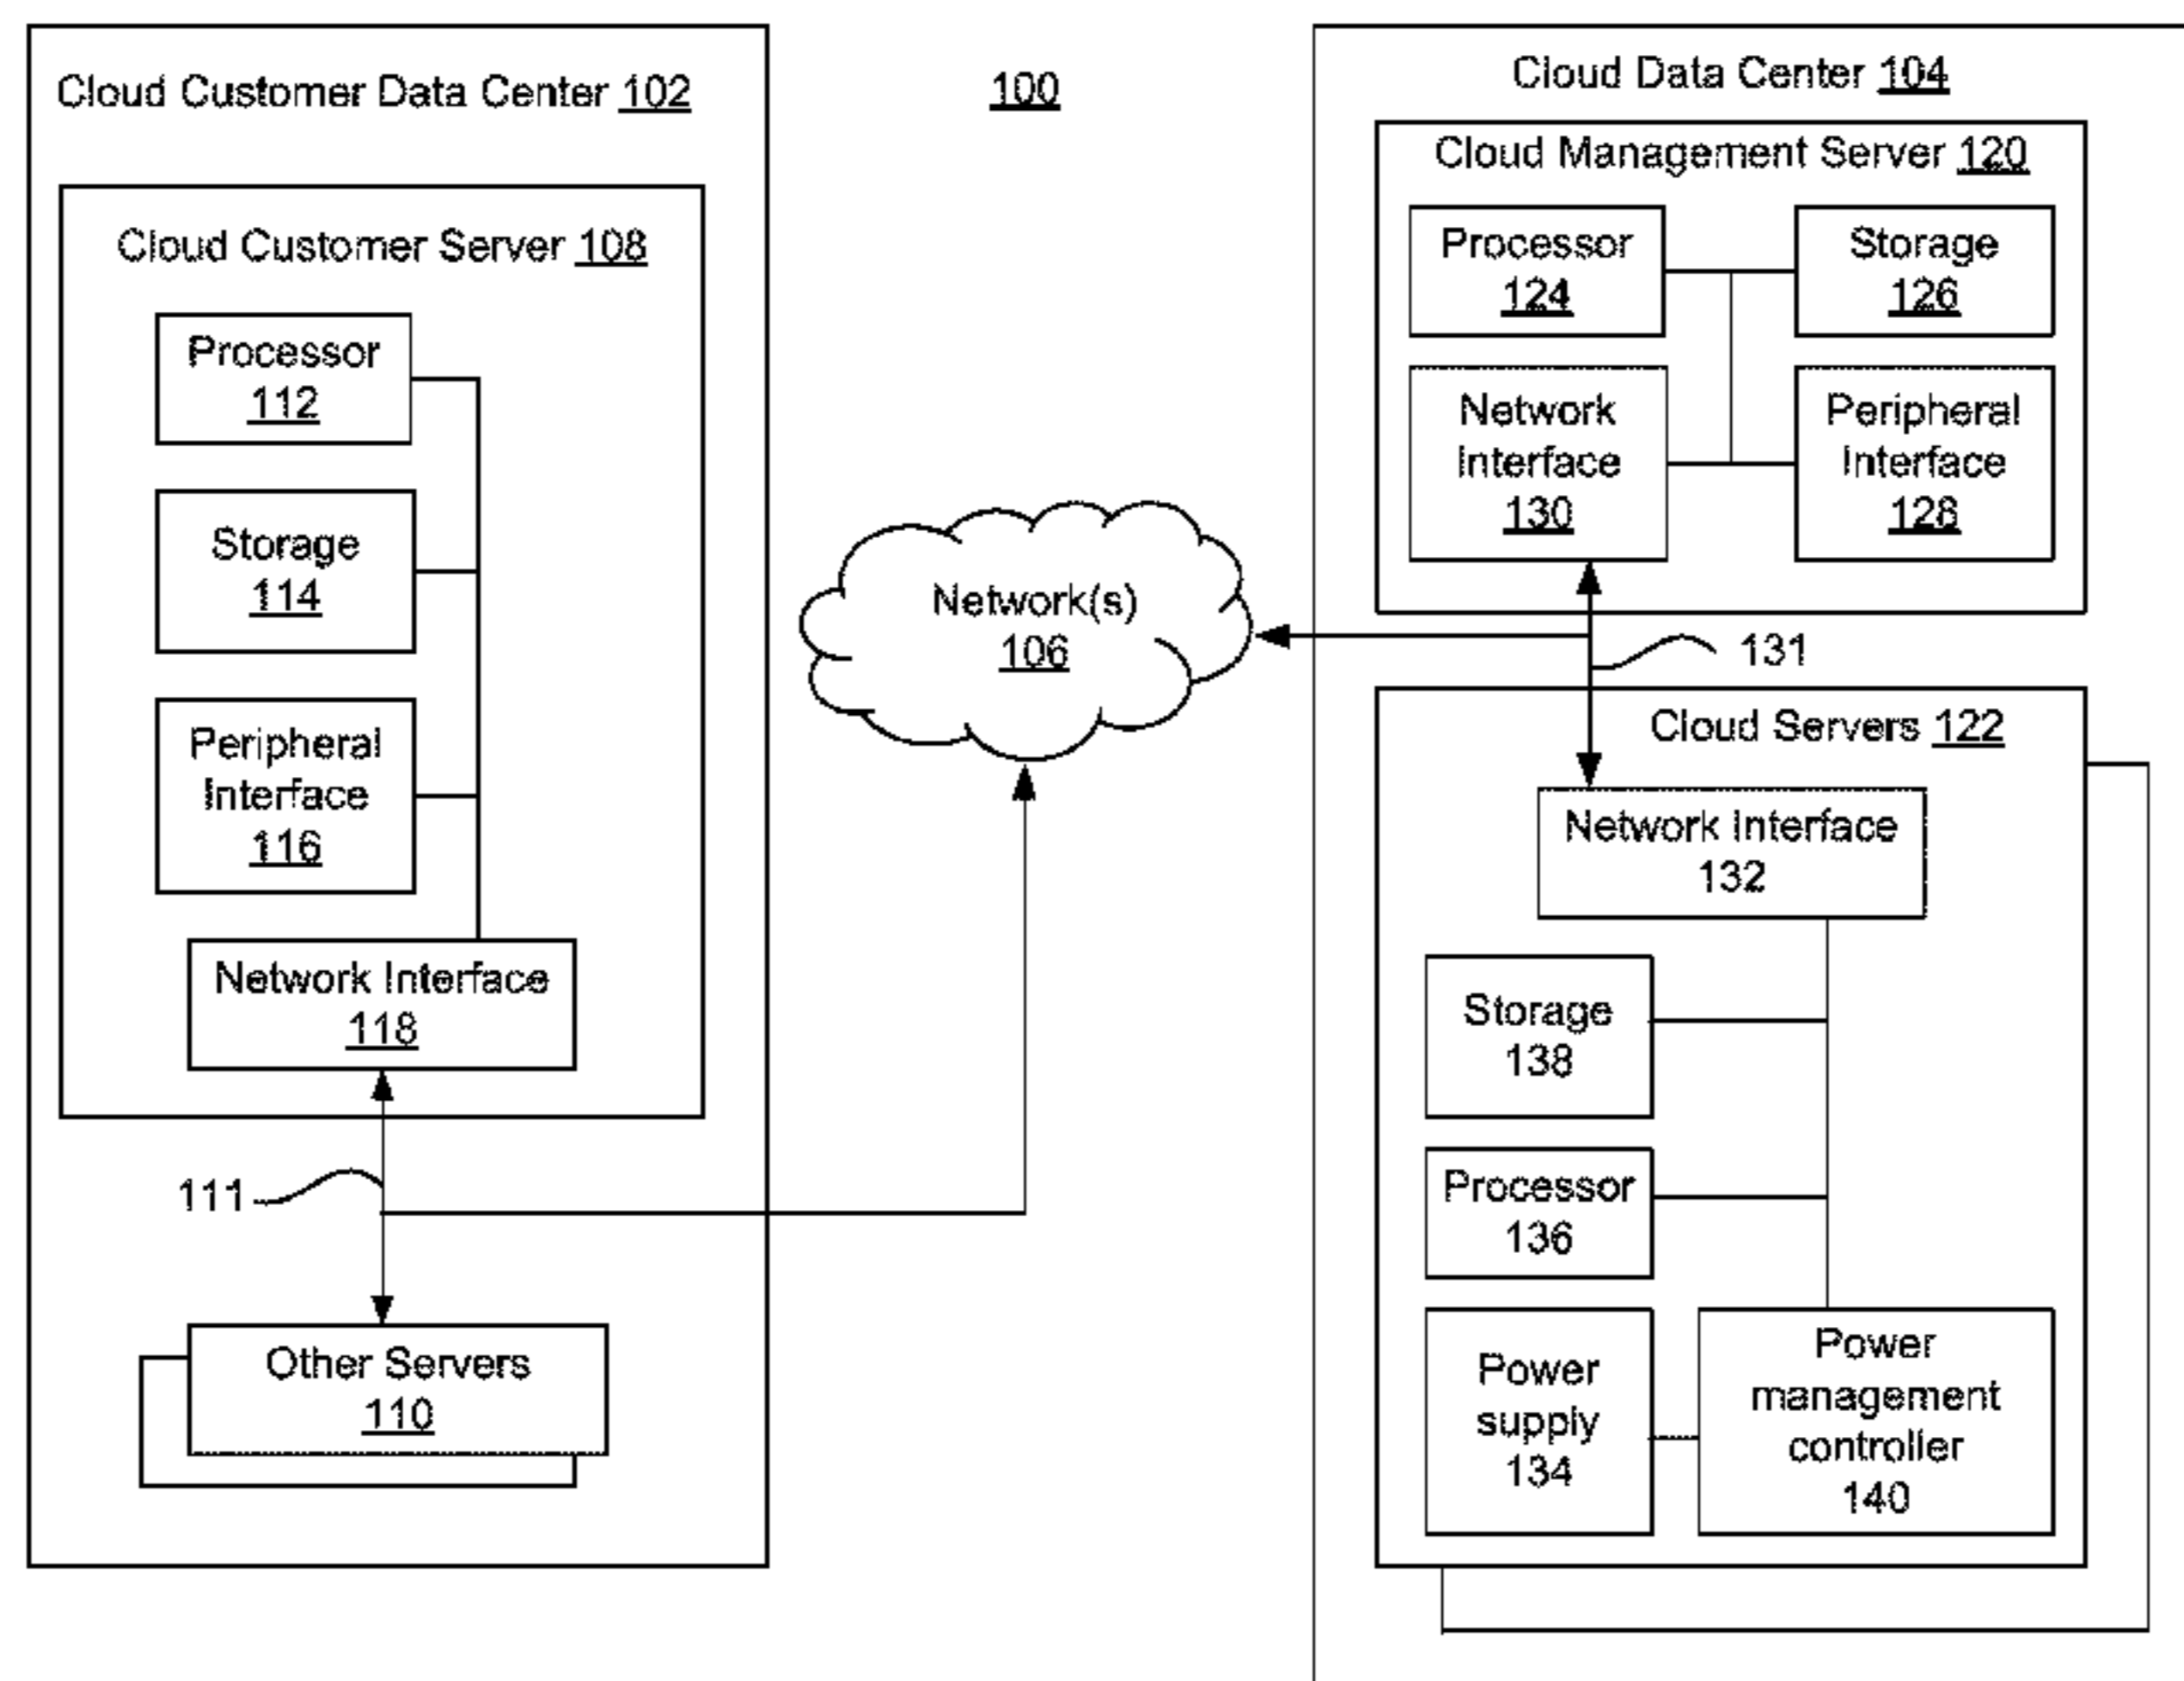 Cloud Customer Data Center 102
Cloud Customer Server 108
Processor
112
Storage
114
Peripheral
Interface
116
Network Interface
118
111
Other Servers
110
100
Network(s)
106
Cloud Data Center 104
Cloud Management Server 120
Processor
124
Storage
126
Network
Interface
130
Peripheral
Interface
128
131
Cloud Servers 122
Network Interface
132
Storage
138
Processor
136
Power
supply
134
Power
management
controller
140